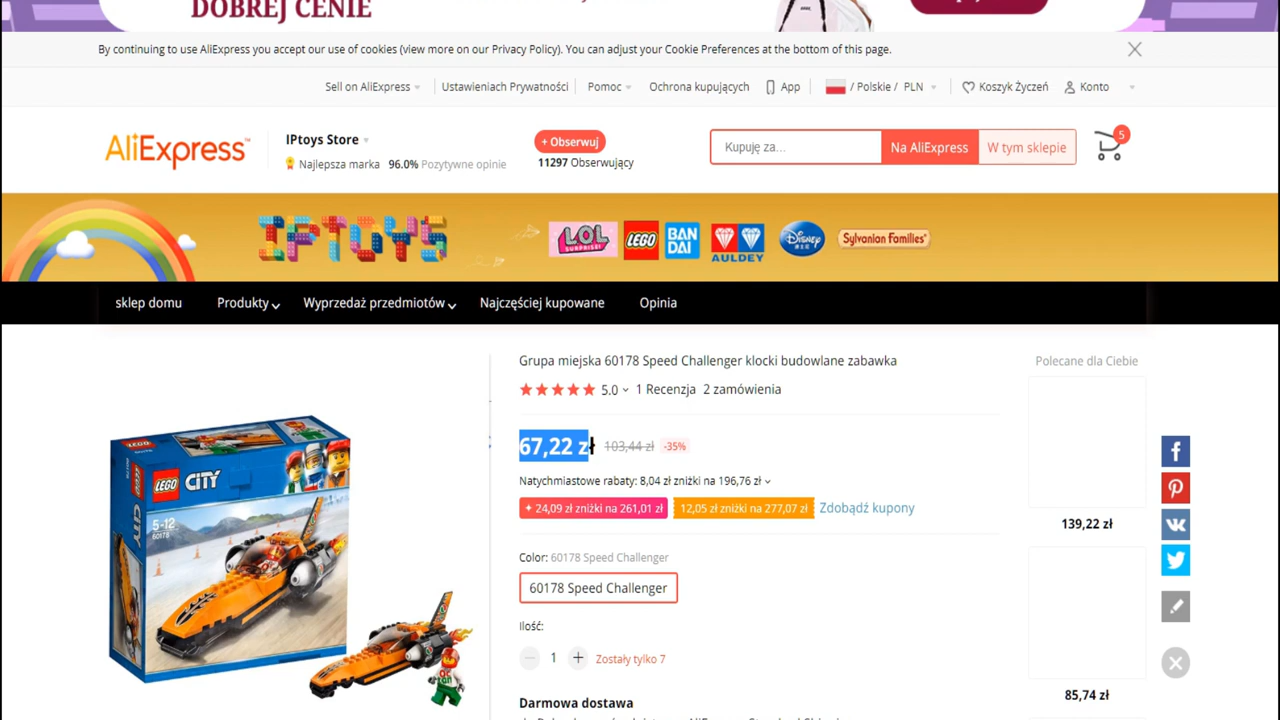 DOBREJ CENIE
By continuing to use AliExpress you accept our use of cookies (view more on our Privacy Policy). You can adjust your Cookie Preferences at the bottom of this page.
Sell on AliExpress
Ustawieniach Prywatności
Pomoc
Ochrona kupujących
App
/ Polskie / PLN
Koszyk Życzeń
Konto
AliExpress™
IPtoys Store
Najlepsza marka 96.0% Pozytywne opinie
+ Obserwuj
11297 Obserwujący
Kupuję za...
Na AliExpress
W tym sklepie
5
IPTOYS
LOL SURPRISE!
LEGO
BAN DAI
AULDEY
Disney
Sylvanian Families
sklep domu
Produkty
Wyprzedaż przedmiotów
Najczęściej kupowane
Opinia
Grupa miejska 60178 Speed Challenger klocki budowlane zabawka
5.0 1 Recenzja 2 zamówienia
67,22 zł 103,44 zł -35%
Natychmiastowe rabaty: 8,04 zł zniżki na 196,76 zł
24,09 zł zniżki na 261,01 zł 12,05 zł zniżki na 277,07 zł Zdobądź kupony
Color: 60178 Speed Challenger
60178 Speed Challenger
Ilość:
1 Zostały tylko 7
Darmowa dostawa
LEGO CITY
5-12
60178
LEGO
CITY
Polecane dla Ciebie
139,22 zł
85,74 zł